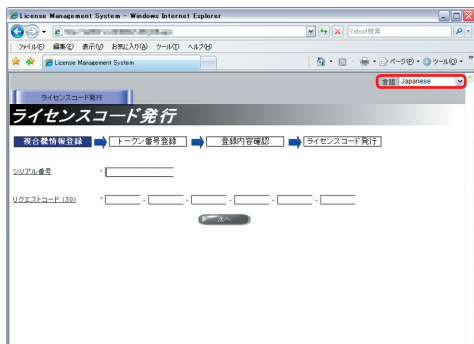 License Management System - Windows Internet Explorer
Yahoo!検索
ファイル(F) 編集(E) 表示(V) お気に入り(A) ツール(T) ヘルプ(H)
License Management System
ページ(P) ツール(O)
言語 Japanese
ライセンスコード発行
ライセンスコード発行
複合機情報登録 トークン番号登録 登録内容確認 ライセンスコード発行
シリアル番号 *
リクエストコード (30) * - - - - -
次へ